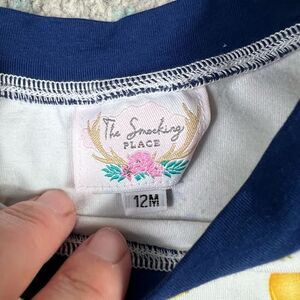 The Smocking
PLACE
12M